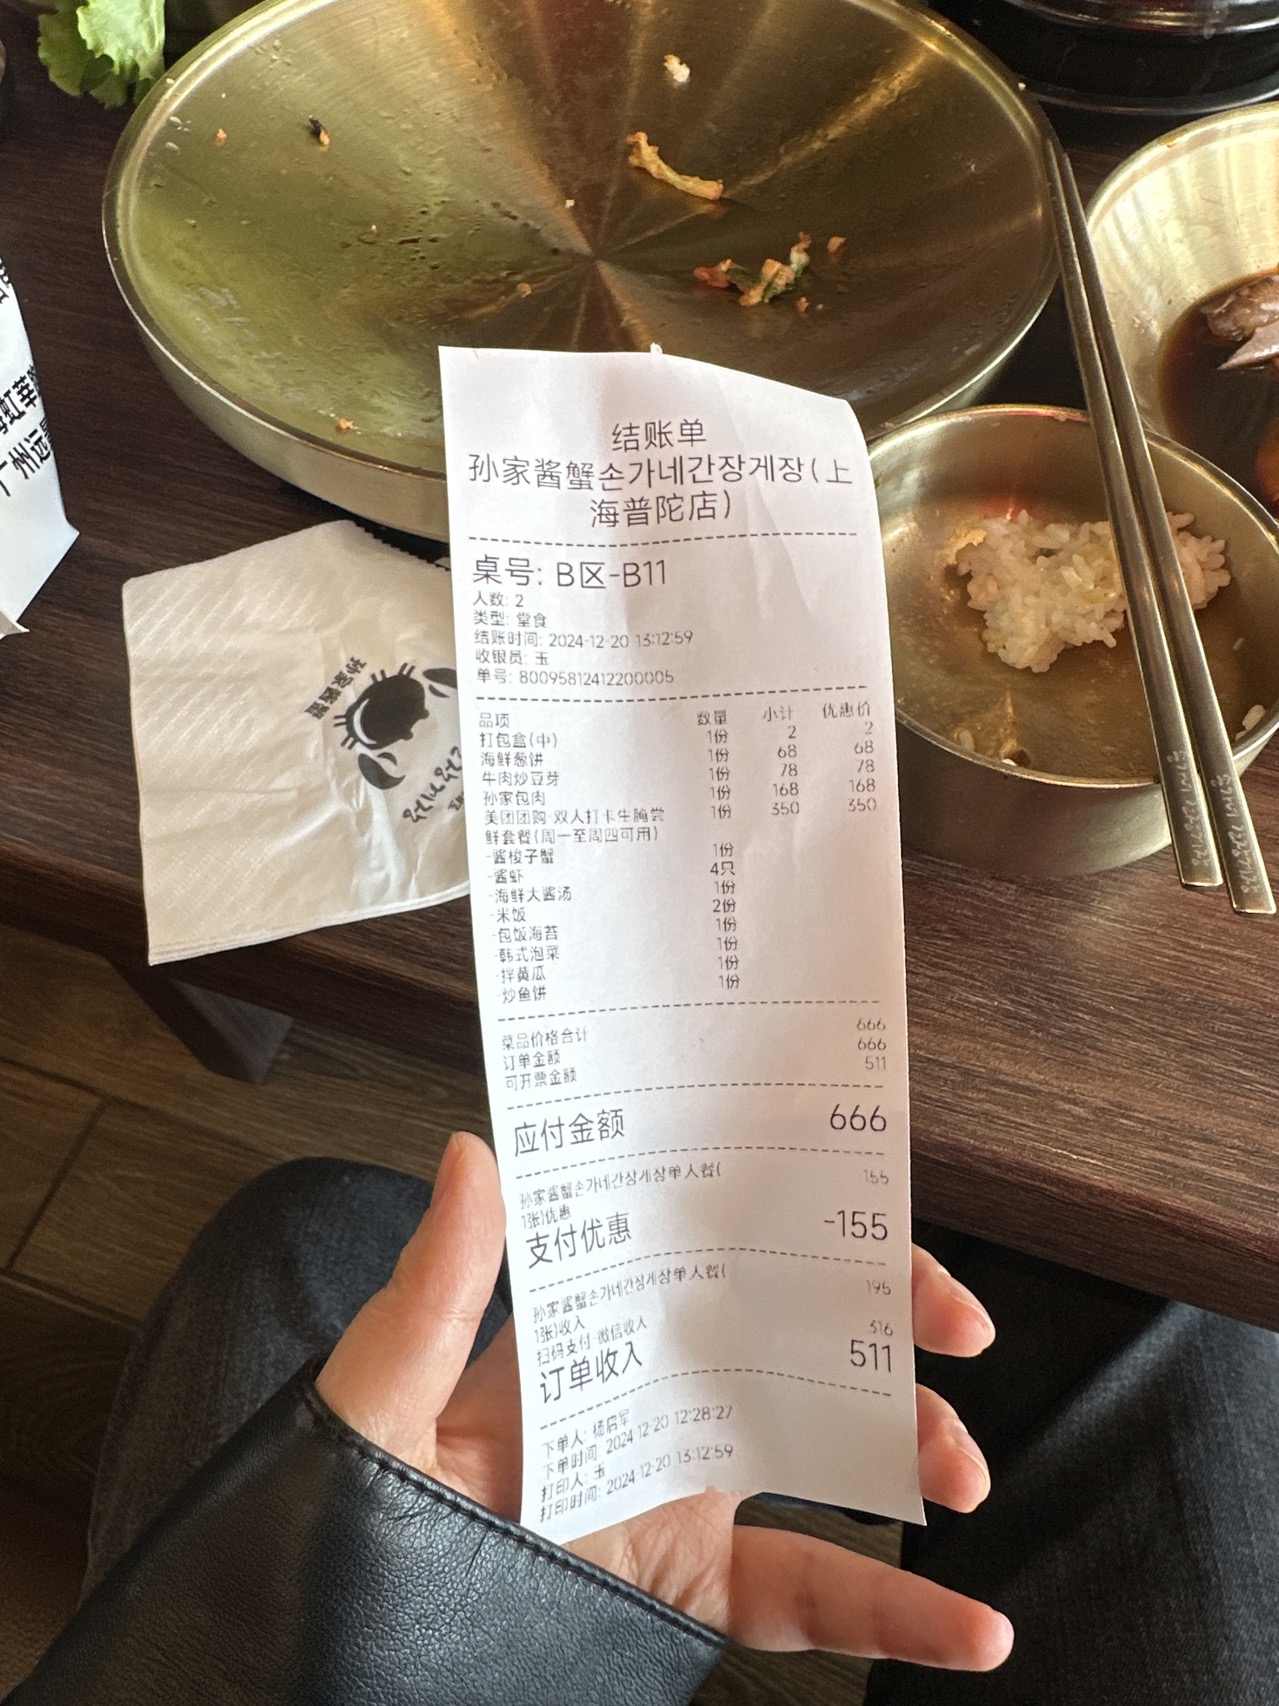 结账单
孙家酱蟹손가네간장게장(上
海普陀店)
桌号: B区-B11
人数: 2
类型: 堂食
结账时间: 2024-12-20 13:12:59
收银员: 玉
单号: 80095812412200005
品项 数量 小计 优惠价
打包盒(中) 1份 2 2
海鲜葱饼 1份 68 68
牛肉炒豆芽 1份 78 78
孙家包肉 1份 168 168
美团团购-双人打卡牛腩尝 1份 350 350
鲜套餐(周一至周四可用)
-酱梭子蟹 1份
-酱虾 4只
-海鲜大酱汤 1份
-米饭 2份
-包饭海苔 1份
-韩式泡菜 1份
-拌黄瓜 1份
-炒鱼饼 1份
菜品价格合计 666
订单金额 666
可开票金额 511
应付金额 666
孙家酱蟹손가네간장게장单人餐( -155
1张)优惠
支付优惠 -155
孙家酱蟹손가네간장게장单人餐( 195
1张)收入
扫码支付-微信收入 316
订单收入 511
下单人: 杨启军
下单时间: 2024-12-20 12:28:27
打印人: 玉
打印时间: 2024-12-20 13:12:59
孙家酱蟹